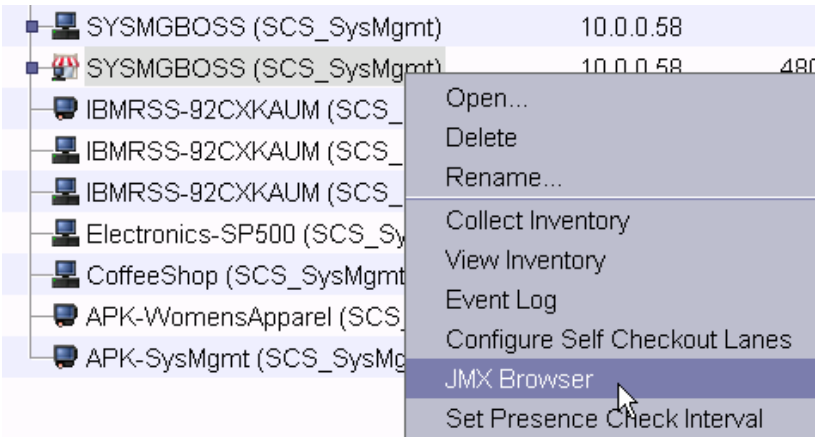 SYSMGBOSS (SCS_SysMgmt) 10.0.0.58
SYSMGBOSS (SCS_SysMgmt) 10.0.0.58 480
IBMRSS-92CXKAUM (SCS_
IBMRSS-92CXKAUM (SCS_
IBMRSS-92CXKAUM (SCS_
Electronics-SP500 (SCS_Sy
CoffeeShop (SCS_SysMgmt
APK-WomensApparel (SCS_
APK-SysMgmt (SCS_SysMg
Open...
Delete
Rename...
Collect Inventory
View Inventory
Event Log
Configure Self Checkout Lanes
JMX Browser
Set Presence Check Interval